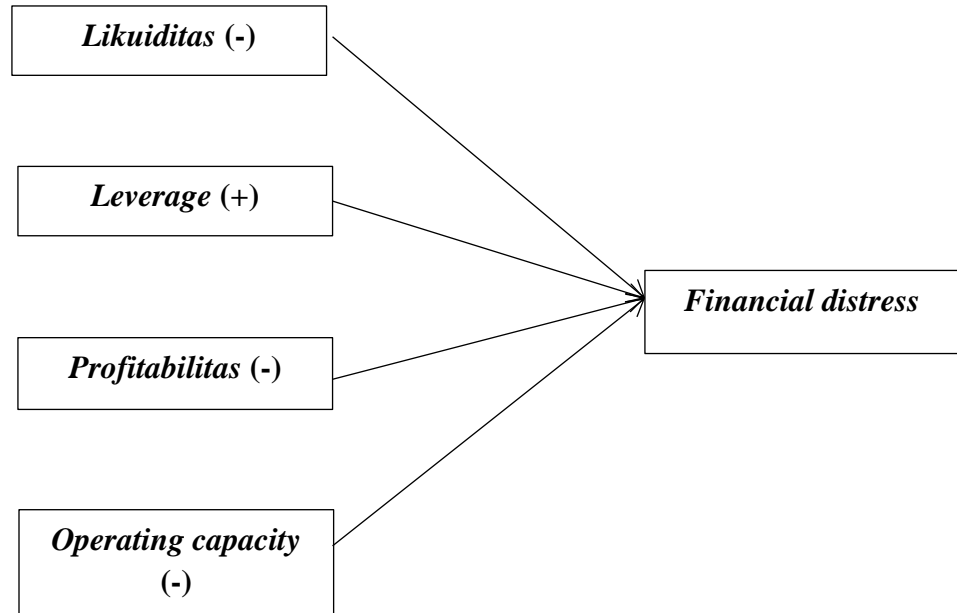 Likuiditas (-)
Leverage (+)
Financial distress
Profitabilitas (-)
Operating capacity
(-)